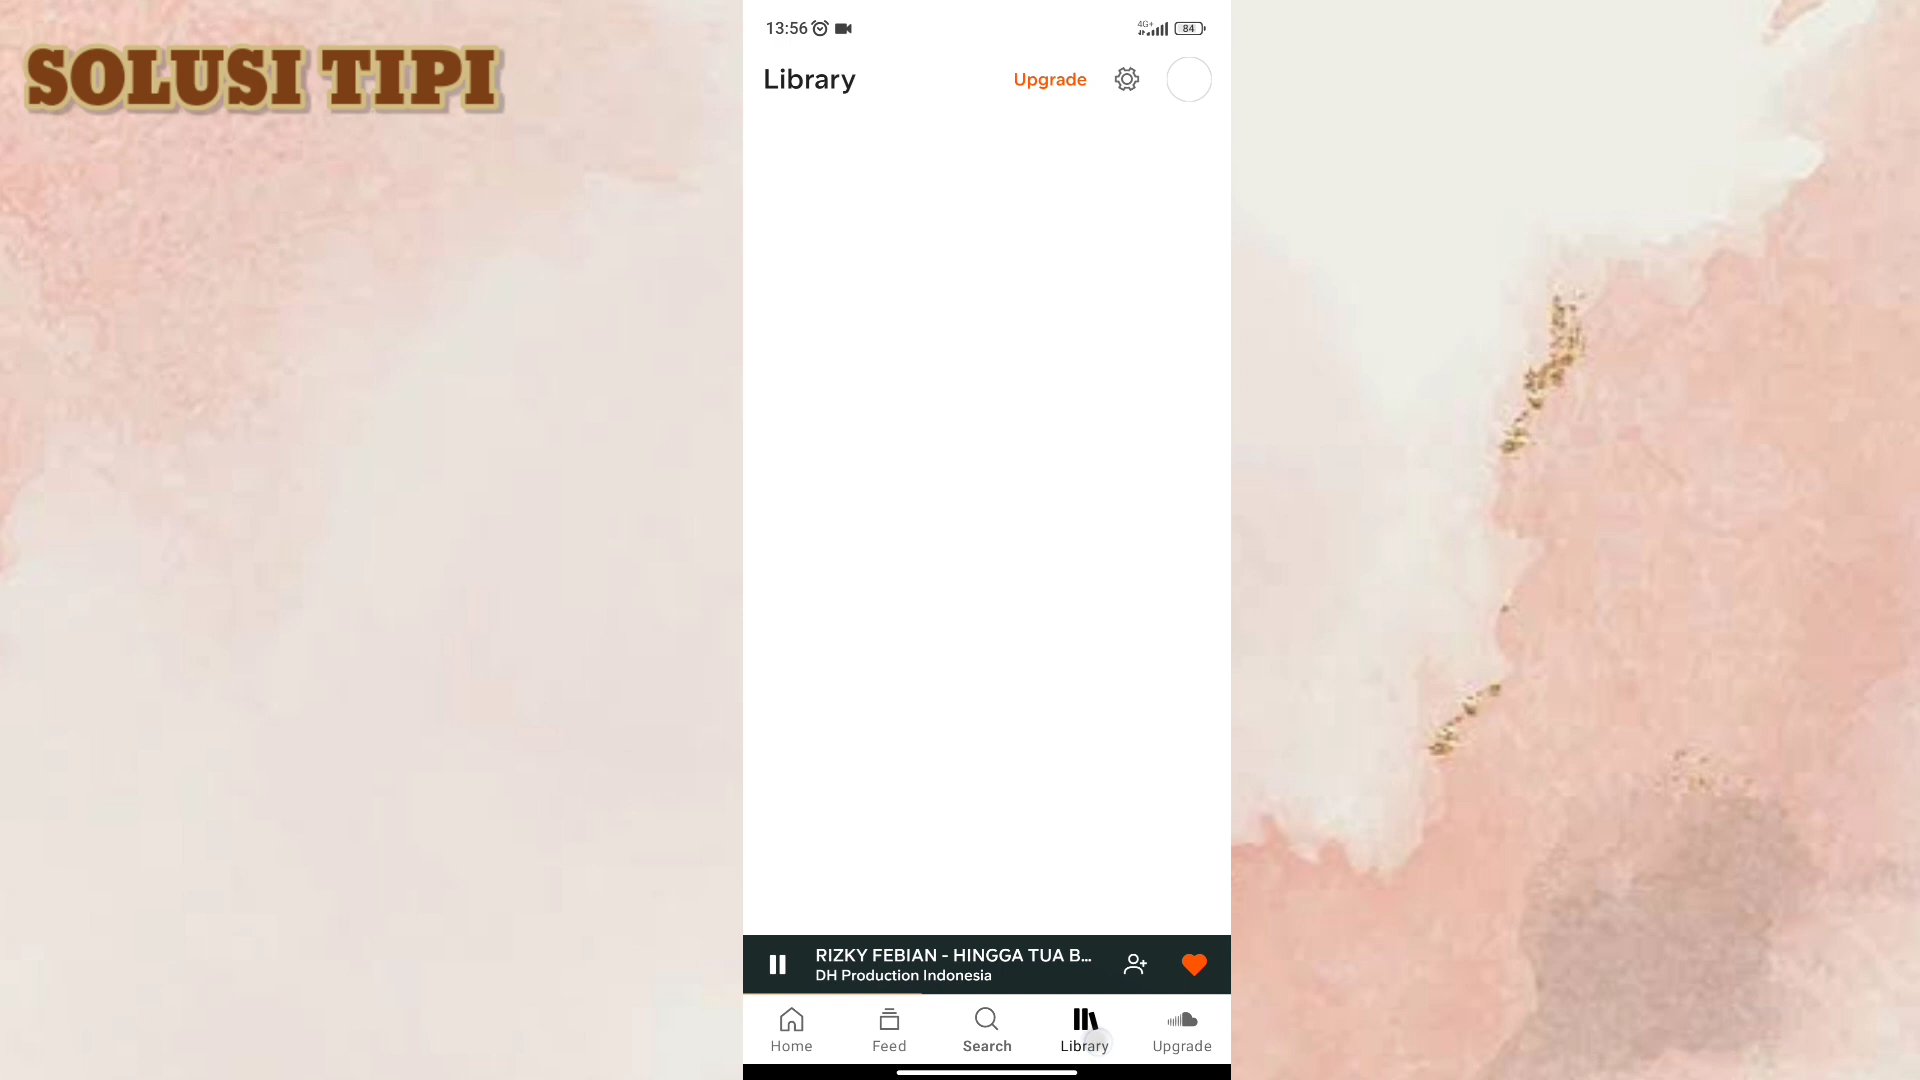 SOLUSI TIPI
13:56
4G+
84
Library
Upgrade
RIZKY FEBIAN - HINGGA TUA B...
DH Production Indonesia
Home
Feed
Search
Library
Upgrade